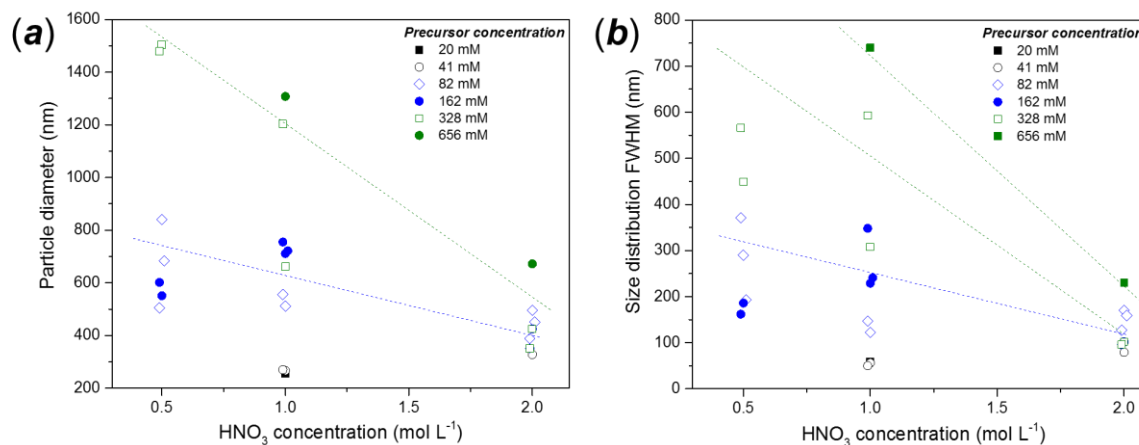 (a)
Particle diameter (nm)
1600
1400
1200
1000
800
600
400
200
0.5
1.0
1.5
2.0
HNO₃ concentration (mol L⁻¹)
Precursor concentration
20 mM
41 mM
82 mM
162 mM
328 mM
656 mM
(b)
Size distribution FWHM (nm)
800
700
600
500
400
300
200
100
0
0.5
1.0
1.5
2.0
HNO₃ concentration (mol L⁻¹)
Precursor concentration
20 mM
41 mM
82 mM
162 mM
328 mM
656 mM